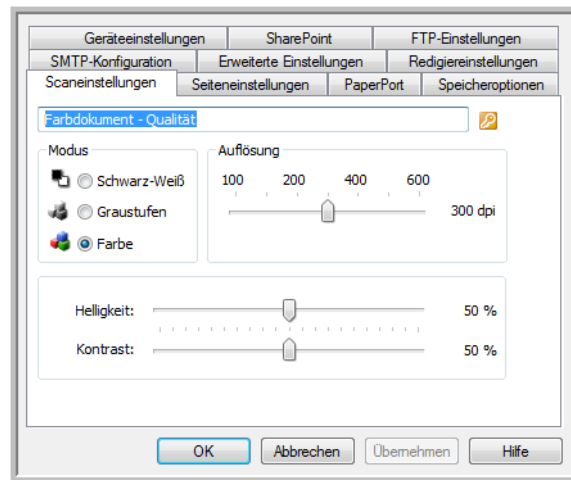 Geräteeinstellungen SharePoint FTP-Einstellungen
SMTP-Konfiguration Erweiterte Einstellungen Redigiereinstellungen
Scaneinstellungen Seiteneinstellungen PaperPort Speicheroptionen
Farbdokument - Qualität
Modus Auflösung
Schwarz-Weiß 100 200 400 600
Graustufen 300 dpi
Farbe
Helligkeit: 50 %
Kontrast: 50 %
OK Abbrechen Übernehmen Hilfe